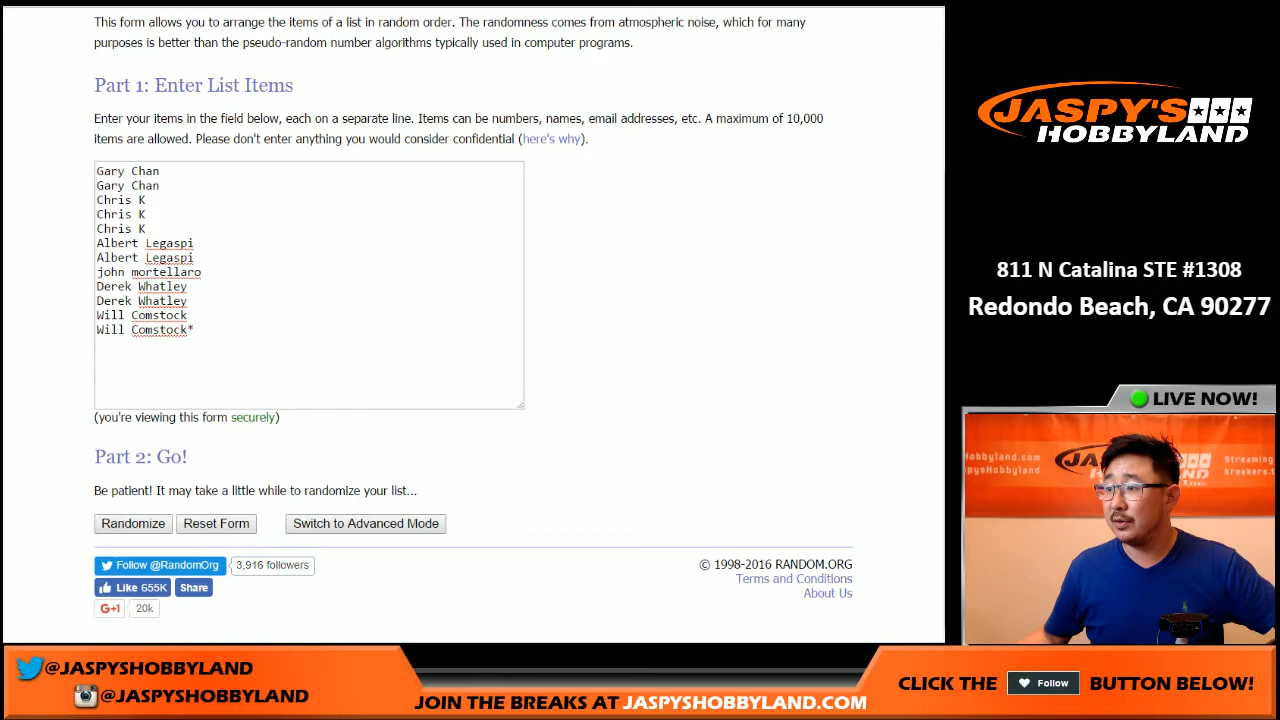 This form allows you to arrange the items of a list in random order. The randomness comes from atmospheric noise, which for many
purposes is better than the pseudo-random number algorithms typically used in computer programs.
Part 1: Enter List Items
Enter your items in the field below, each on a separate line. Items can be numbers, names, email addresses, etc. A maximum of 10,000
items are allowed. Please don't enter anything you would consider confidential (here's why).
Gary Chan
Gary Chan
Chris K
Chris K
Chris K
Albert Legaspi
Albert Legaspi
john mortellaro
Derek Whatley
Derek Whatley
Will Comstock
Will Comstock*
(you're viewing this form securely)
Part 2: Go!
Be patient! It may take a little while to randomize your list...
Randomize Reset Form Switch to Advanced Mode
Follow @RandomOrg 3,916 followers
Like 655K Share
G+1 20k
© 1998-2016 RANDOM.ORG
Terms and Conditions
About Us
JASPY'S
HOBBYLAND
811 N Catalina STE #1308
Redondo Beach, CA 90277
LIVE NOW!
Hobbyland.com
JASPY'S
HOBBYLAND
Inc.
Streaming
breakers.t
@JASPYSHOBBYLAND
@JASPYSHOBBYLAND
JOIN THE BREAKS AT JASPYSHOBBYLAND.COM
CLICK THE Follow BUTTON BELOW!